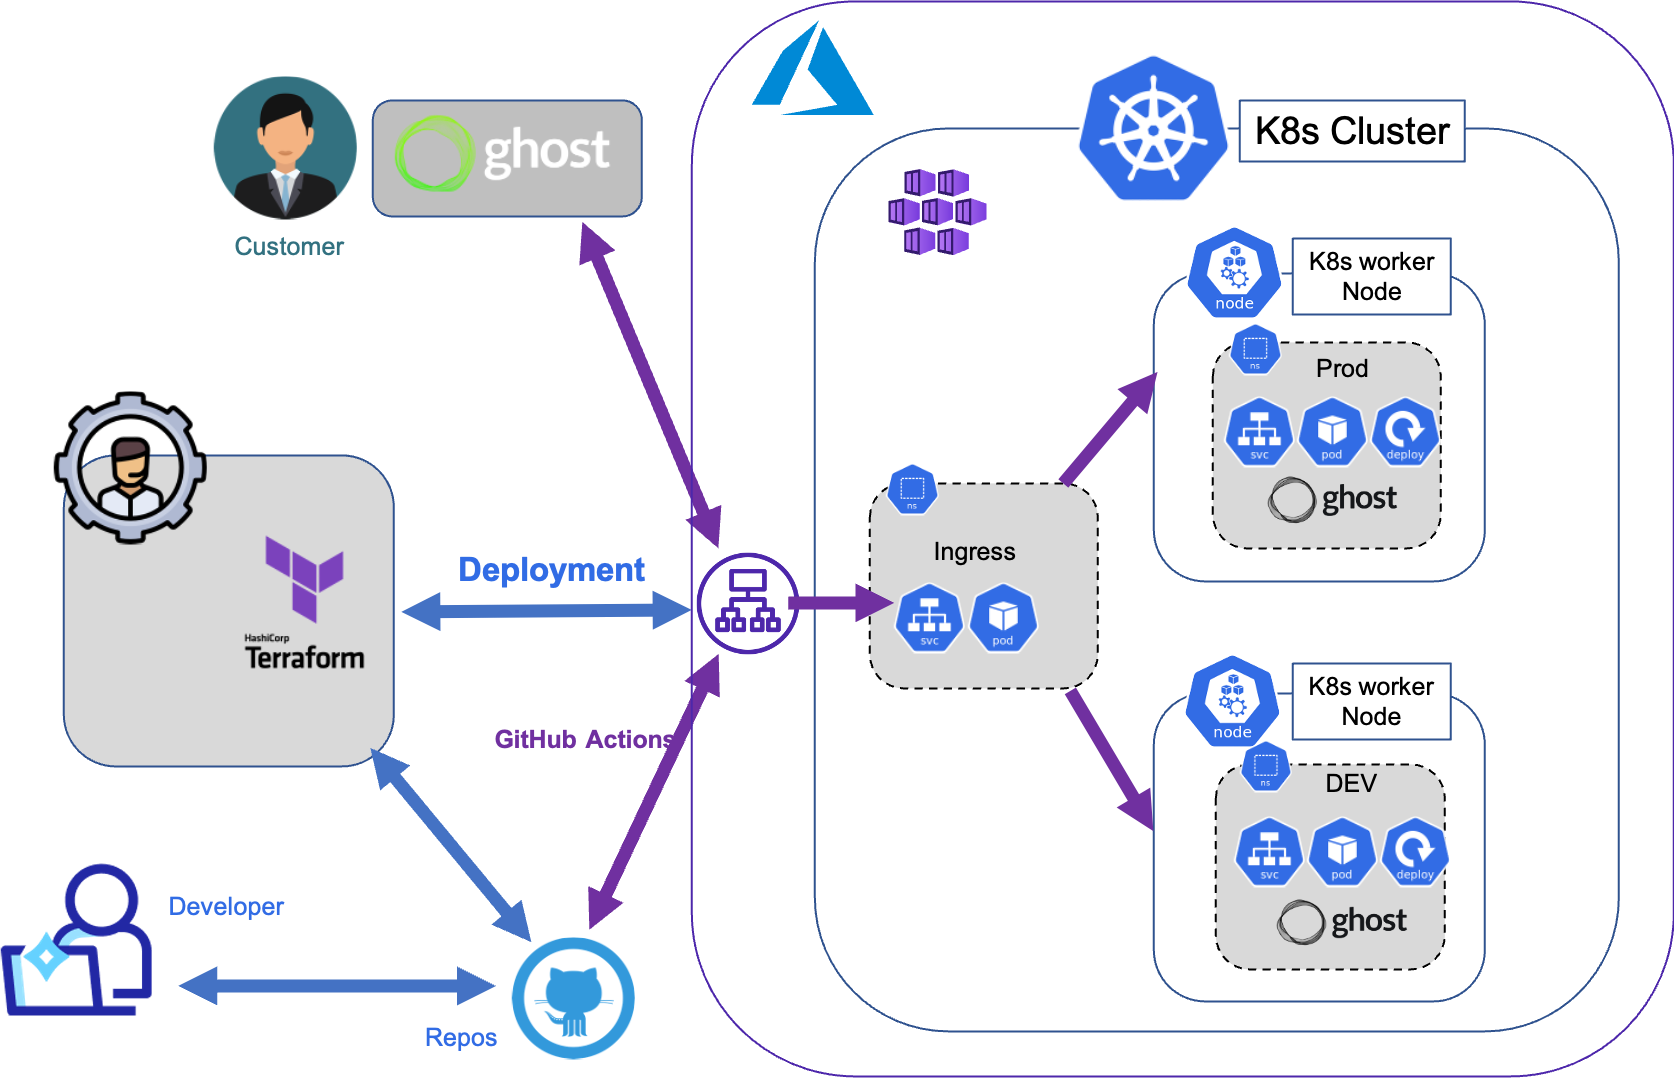 ghost
Customer
K8s Cluster
K8s worker
Node
node
ns
Prod
svc
pod
deploy
ghost
ns
Ingress
svc
pod
Deployment
HashiCorp
Terraform
GitHub Actions
K8s worker
Node
node
ns
DEV
svc
pod
deploy
ghost
Developer
Repos